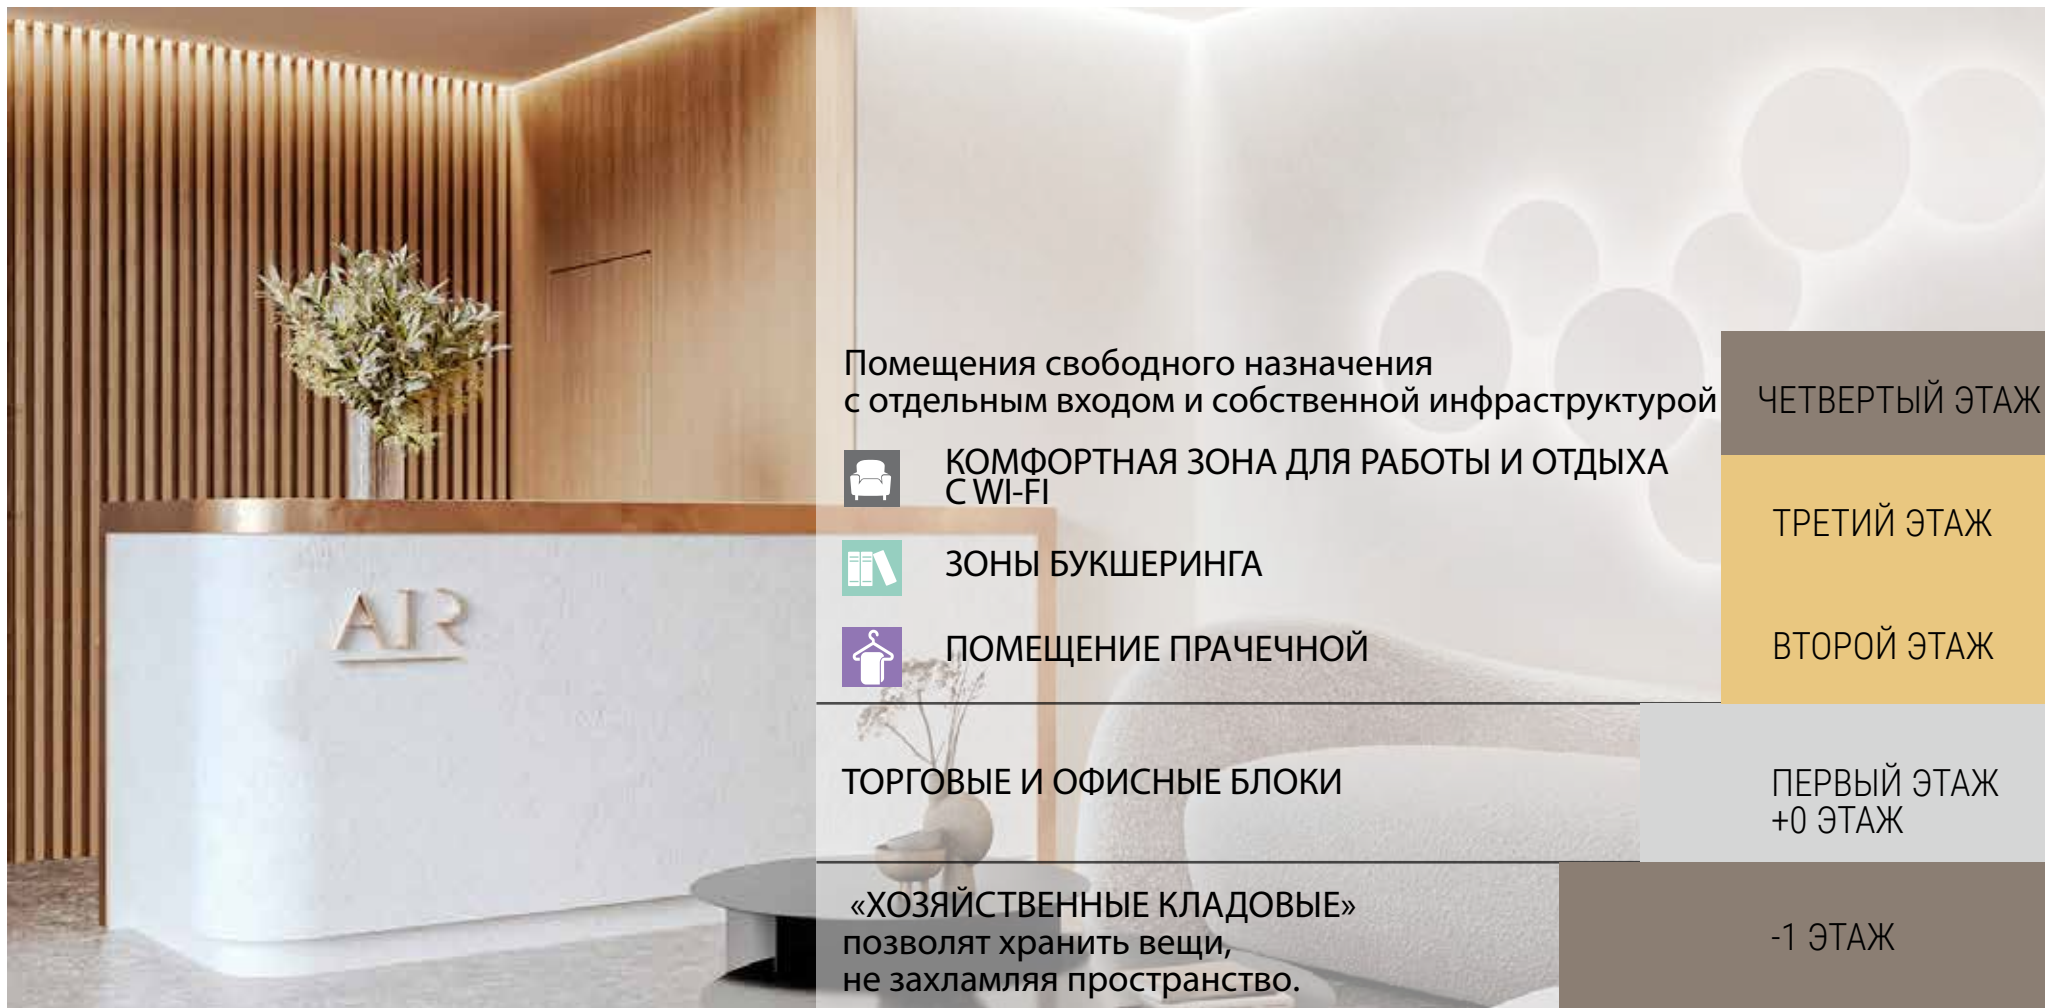 AIR
Помещения свободного назначения
с отдельным входом и собственной инфраструктурой
ЧЕТВЕРТЫЙ ЭТАЖ
КОМФОРТНАЯ ЗОНА ДЛЯ РАБОТЫ И ОТДЫХА
С WI-FI
ТРЕТИЙ ЭТАЖ
ЗОНЫ БУКШЕРИНГА
ПОМЕЩЕНИЕ ПРАЧЕЧНОЙ
ВТОРОЙ ЭТАЖ
ТОРГОВЫЕ И ОФИСНЫЕ БЛОКИ
ПЕРВЫЙ ЭТАЖ
+0 ЭТАЖ
«ХОЗЯЙСТВЕННЫЕ КЛАДОВЫЕ»
позволят хранить вещи,
не захламляя пространство.
-1 ЭТАЖ